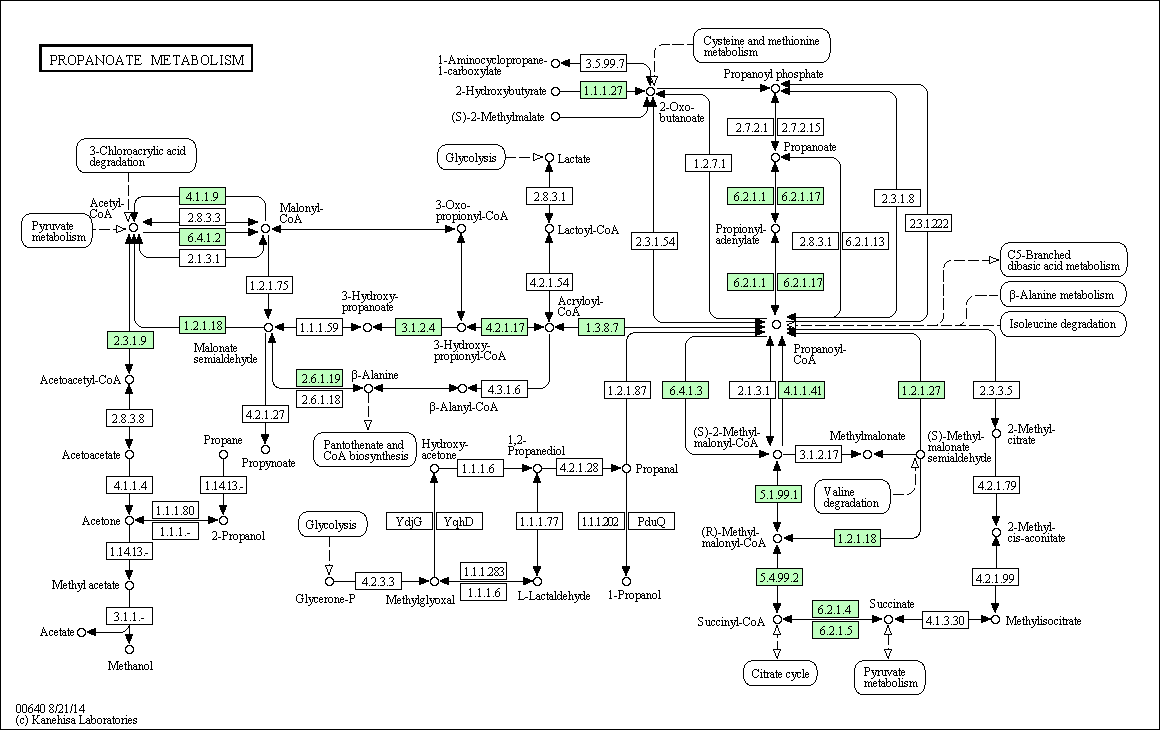 PROPANOATE METABOLISM
Cysteine and methionine
metabolism
1-Aminocyclopropane-
1-carboxylate
3.5.99.7
Propanoyl phosphate
2-Hydroxybutyrate
1.1.1.27
2-Oxo-
butanoate
(S)-2-Methylmalate
2.7.2.1
2.7.2.15
3-Chloroacrylic acid
degradation
Glycolysis
Lactate
Propanoate
1.2.7.1
4.1.1.9
2.8.3.1
6.2.1.1
6.2.1.17
2.3.1.8
Acetyl-
CoA
2.8.3.3
Malonyl-
CoA
3-Oxo-
propionyl-CoA
2.3.1.222
Pyruvate
metabolism
6.4.1.2
Lactoyl-CoA
Propionyl-
adenylate
2.3.1.54
2.8.3.1
6.2.1.13
2.1.3.1
C5-Branched
dibasic acid metabolism
1.2.1.75
4.2.1.54
6.2.1.1
6.2.1.17
β-Alanine metabolism
3-Hydroxy-
propanoate
Acryloyl-
CoA
1.2.1.18
1.1.1.59
3.1.2.4
4.2.1.17
1.3.8.7
Isoleucine degradation
2.3.1.9
Malonate
semialdehyde
3-Hydroxy-
propionyl-CoA
Propanoyl-
CoA
Acetoacetyl-CoA
2.6.1.19
β-Alanine
2.6.1.18
4.3.1.6
β-Alanyl-CoA
1.2.1.87
6.4.1.3
2.1.3.1
4.1.1.41
1.2.1.27
2.3.3.5
2.8.3.8
4.2.1.27
Propane
Pantothenate and
CoA biosynthesis
Hydroxy-
acetone
1,2-
Propanediol
(S)-2-Methyl-
malonyl-CoA
Methylmalonate
(S)-Methyl-
malonate
semialdehyde
2-Methyl-
citrate
Acetoacetate
Propynoate
1.1.1.6
4.2.1.28
Propanal
3.1.2.17
4.1.1.4
1.14.13.-
5.1.99.1
Valine
degradation
4.2.1.79
1.1.1.80
Acetone
1.1.1.-
2-Propanol
Glycolysis
YdjG
YqhD
1.1.1.77
1.1.1.202
PduQ
(R)-Methyl-
malonyl-CoA
1.2.1.18
2-Methyl-
cis-aconitate
1.14.13.-
Methyl acetate
4.2.3.3
1.1.1.283
1.1.1.6
5.4.99.2
4.2.1.99
Glycerone-P
Methylglyoxal
L-Lactaldehyde
1-Propanol
3.1.1.-
Succinyl-CoA
6.2.1.4
6.2.1.5
Succinate
4.1.3.30
Methylisocitrate
Acetate
Methanol
Citrate cycle
Pyruvate
metabolism
00640 8/21/14
(c) Kanehisa Laboratories